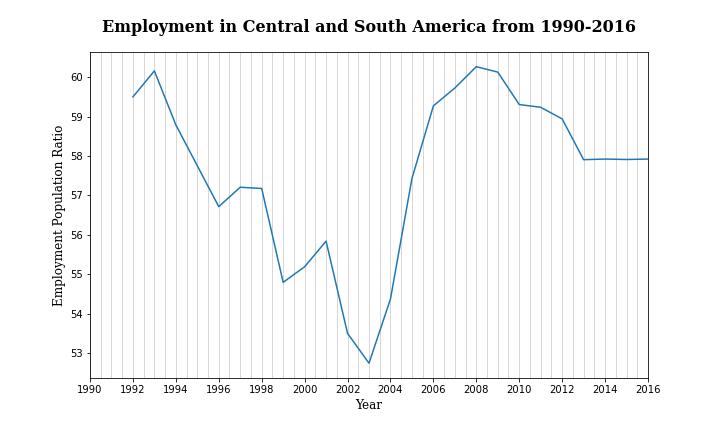 Employment in Central and South America from 1990-2016
Employment Population Ratio
60
59
58
57
56
55
54
53
1990 1992 1994 1996 1998 2000 2002 2004 2006 2008 2010 2012 2014 2016
Year